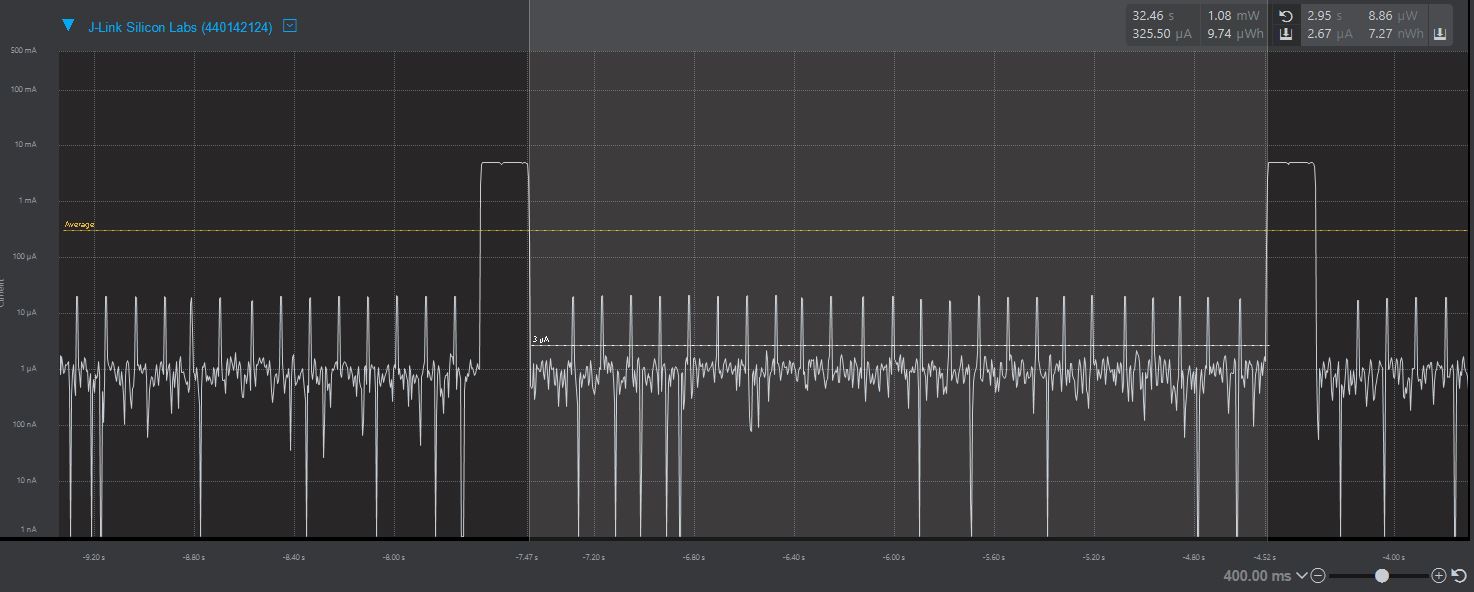 J-Link Silicon Labs (440142124)
32.46 s 1.08 mW 2.95 s 8.86 µW
325.50 µA 9.74 µWh 2.67 µA 7.27 nWh
500 mA
100 mA
10 mA
1 mA
Average
100 µA
10 µA
3 µA
1 µA
100 nA
10 nA
1 nA
-9.20 s -8.80 s -8.40 s -8.00 s -7.47 s -7.20 s -6.80 s -6.40 s -6.00 s -5.60 s -5.20 s -4.80 s -4.52 s -4.00 s
400.00 ms